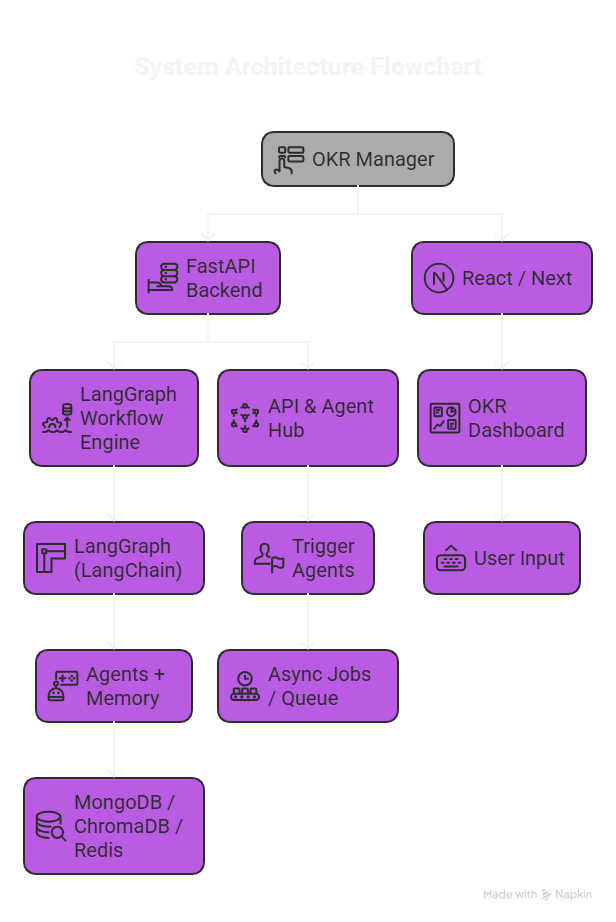 System Architecture Flowchart
OKR Manager
FastAPI
Backend
React / Next
LangGraph
Workflow
Engine
API & Agent
Hub
OKR
Dashboard
LangGraph
(LangChain)
Trigger
Agents
User Input
Agents +
Memory
Async Jobs
/ Queue
MongoDB /
ChromaDB /
Redis
Made with Napkin